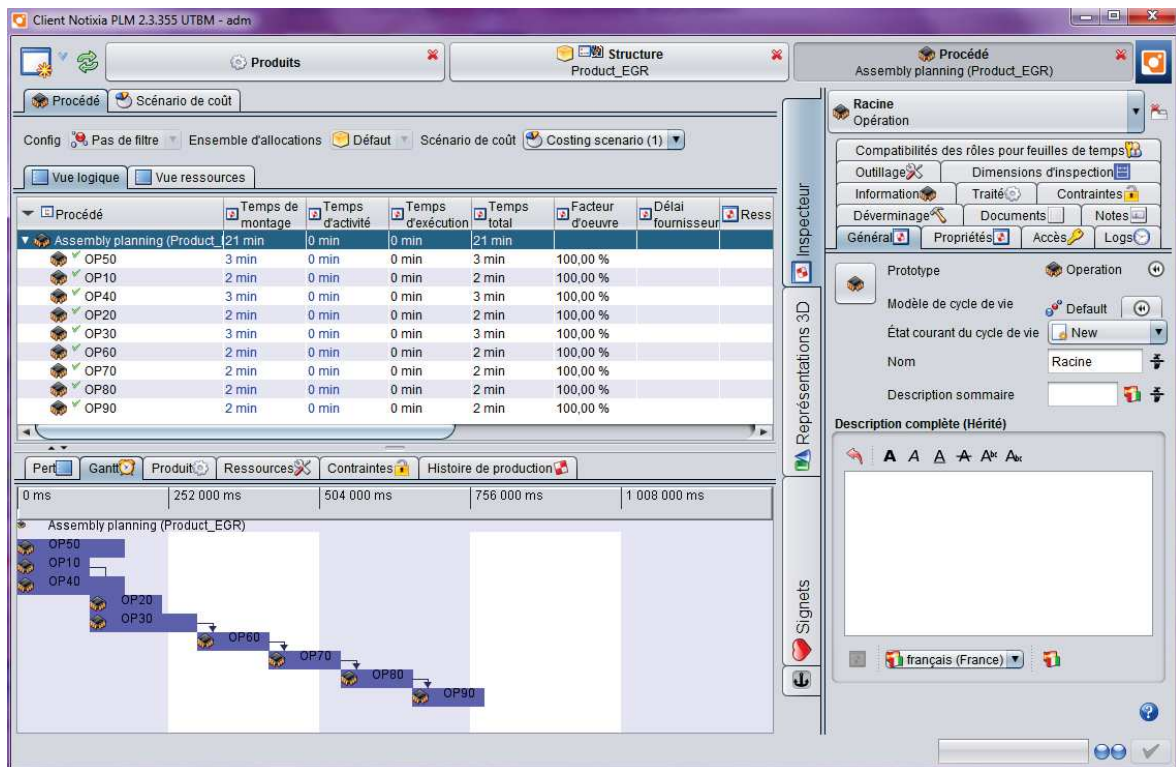 Client Notixia PLM 2.3.355 UTBM - adm
Produits
Structure
Product_EGR
Procédé
Assembly planning (Product_EGR)
Procédé Scénario de coût
Config Pas de filtre Ensemble d'allocations Défaut Scénario de coût Costing scenario (1)
Vue logique Vue ressources
Procédé Temps de montage Temps d'activité Temps d'exécution Temps total Facteur d'oeuvre Délai fournisseur Ress
Assembly planning (Product_ 21 min 0 min 0 min 21 min
OP50 3 min 0 min 0 min 3 min 100,00 %
OP10 2 min 0 min 0 min 2 min 100,00 %
OP40 3 min 0 min 0 min 3 min 100,00 %
OP20 2 min 0 min 0 min 2 min 100,00 %
OP30 3 min 0 min 0 min 3 min 100,00 %
OP60 2 min 0 min 0 min 2 min 100,00 %
OP70 2 min 0 min 0 min 2 min 100,00 %
OP80 2 min 0 min 0 min 2 min 100,00 %
OP90 2 min 0 min 0 min 2 min 100,00 %
Pert Gantt Produit Ressources Contraintes Histoire de production
0 ms 252 000 ms 504 000 ms 756 000 ms 1 008 000 ms
Assembly planning (Product_EGR)
OP50
OP10
OP40
OP20
OP30
OP60
OP70
OP80
OP90
Inspecteur
Représentations 3D
Signets
Racine
Opération
Compatibilités des rôles pour feuilles de temps
Outillage Dimensions d'inspection
Information Traité Contraintes
Déverminage Documents Notes
Général Propriétés Accès Logs
Prototype Operation
Modèle de cycle de vie Default
État courant du cycle de vie New
Nom Racine
Description sommaire
Description complète (Hérité)
A A A A Abc Abc
français (France)